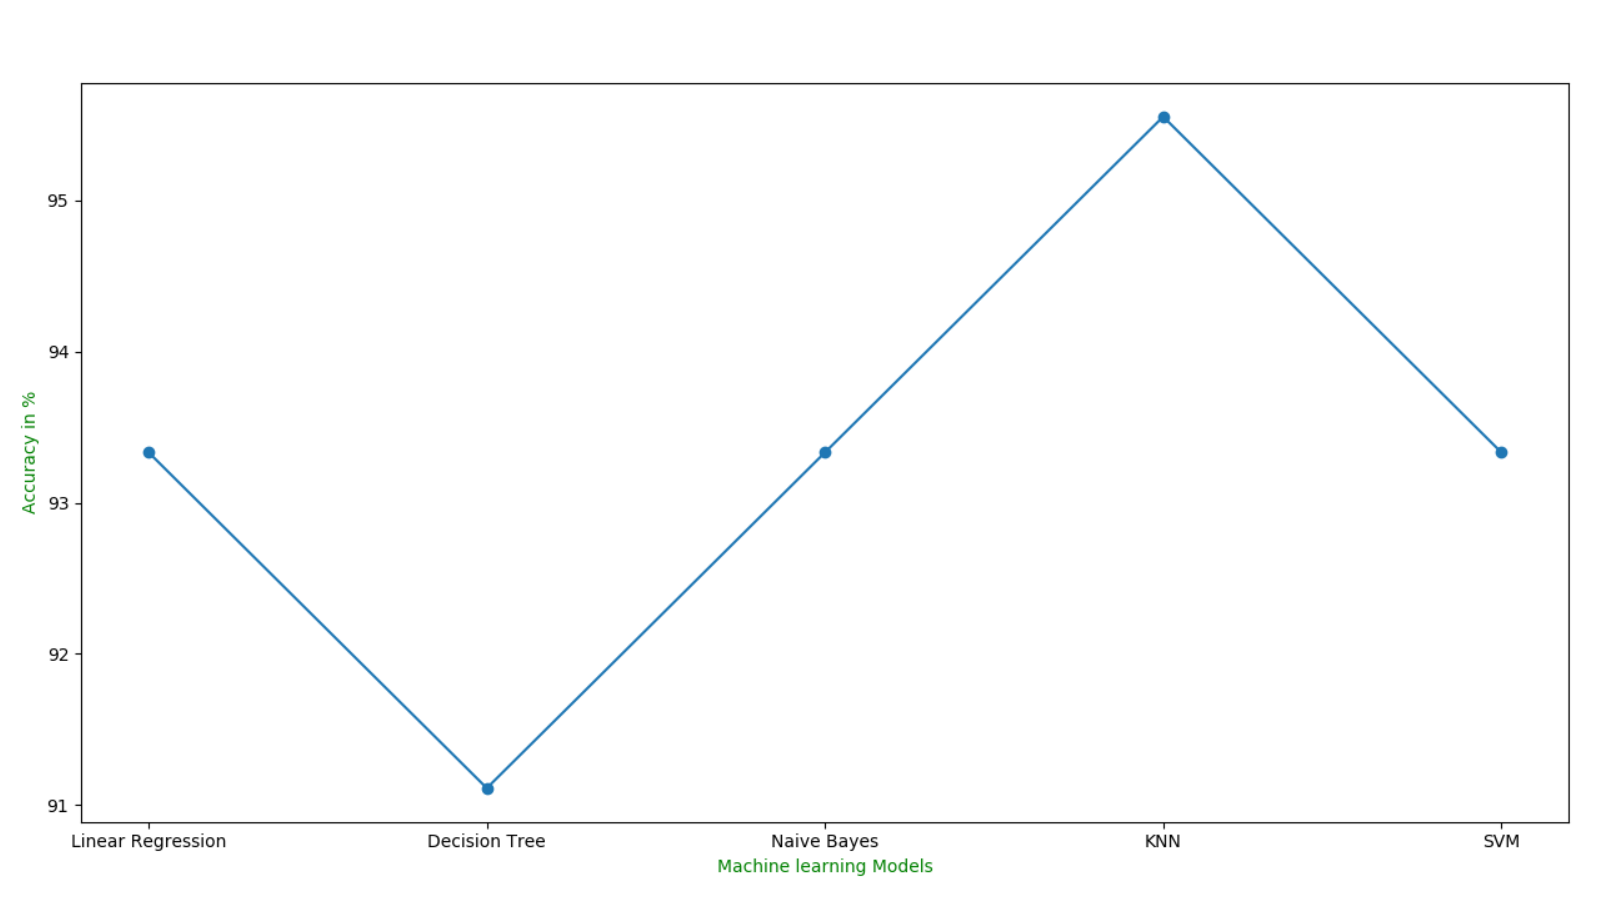 95
94
93
92
91
Accuracy in %
Linear Regression Decision Tree Naive Bayes KNN SVM
Machine learning Models